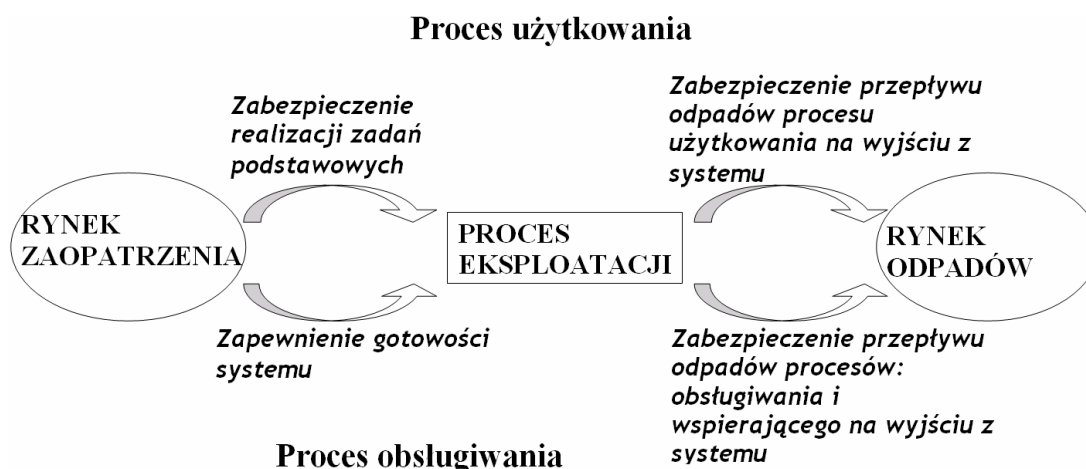 Proces użytkowania
Zabezpieczenie
realizacji zadań
podstawowych
Zabezpieczenie przepływu
odpadów procesu
użytkowania na wyjściu z
systemu
RYNEK
ZAOPATRZENIA
PROCES
EKSPLOATACJI
RYNEK
ODPADÓW
Zapewnienie gotowości
systemu
Zabezpieczenie przepływu
odpadów procesów:
obsługiwania i
wspierającego na wyjściu z
systemu
Proces obsługiwania